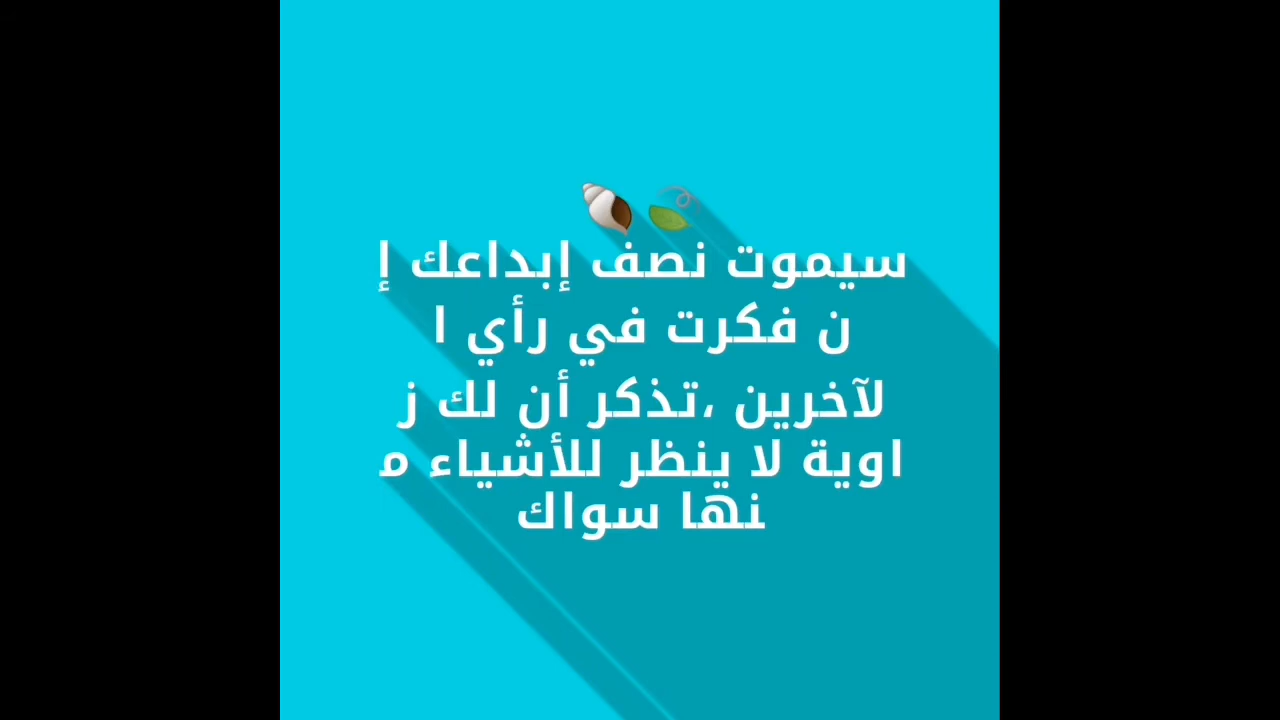 سيموت نصف إبداعك إ
ن فكرت في رأي ا
لآخرين ،تذكر أن لك ز
اوية لا ينظر للأشياء م
نها سواك